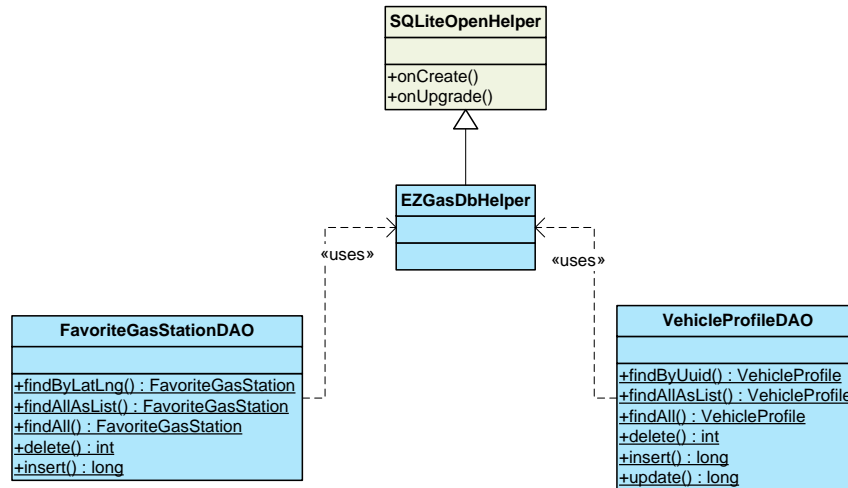 SQLiteOpenHelper
+onCreate()
+onUpgrade()
EZGasDbHelper
«uses»
«uses»
FavoriteGasStationDAO
+findByLatLng() : FavoriteGasStation
+findAllAsList() : FavoriteGasStation
+findAll() : FavoriteGasStation
+delete() : int
+insert() : long
VehicleProfileDAO
+findByUuid() : VehicleProfile
+findAllAsList() : VehicleProfile
+findAll() : VehicleProfile
+delete() : int
+insert() : long
+update() : long